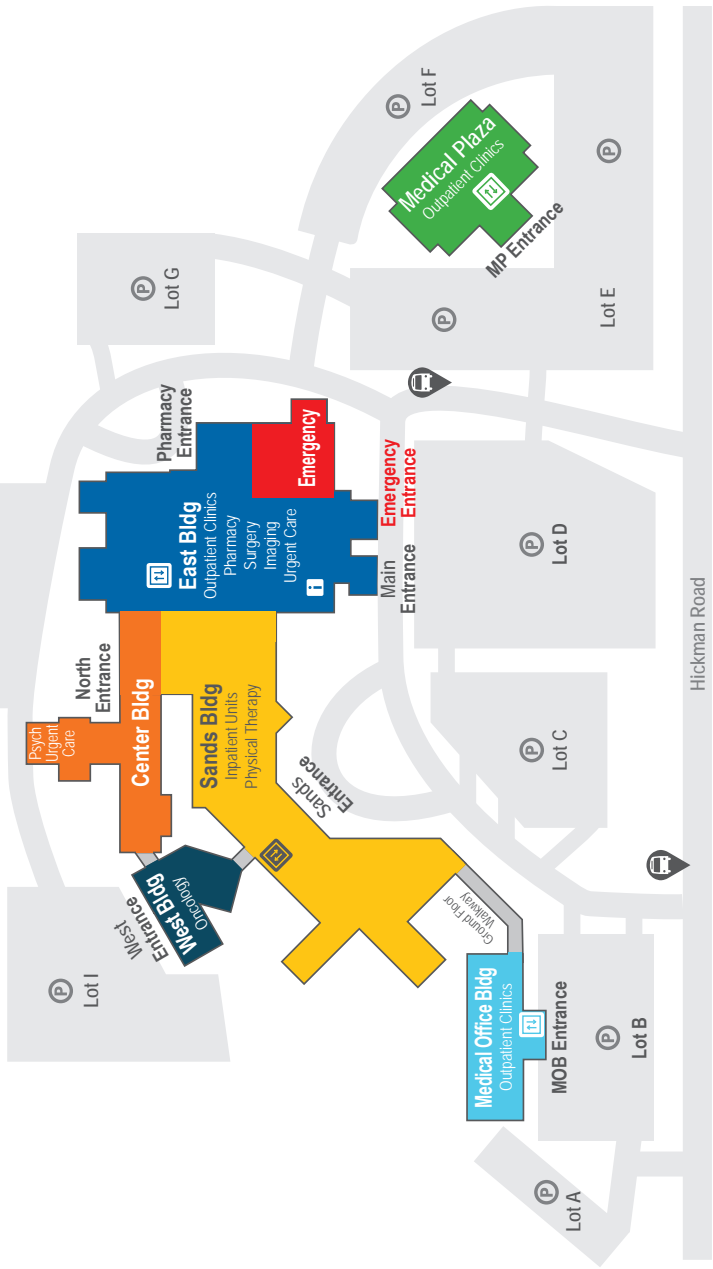 Psych
Urgent
Care
North
Entrance
Center Bldg
West
Entrance
West Bldg
Oncology
P
Lot I
Sands Bldg
Inpatient Units
Physical Therapy
Sands
Entrance
Ground Floor
Walkway
Medical Office Bldg
Outpatient Clinics
MOB Entrance
P
Lot A
P
Lot B
P
Lot C
P
Lot D
East Bldg
Outpatient Clinics
Pharmacy
Surgery
Imaging
Urgent Care
i
Main
Entrance
Emergency
Emergency
Entrance
Pharmacy
Entrance
P
Lot G
P
Lot F
Medical Plaza
Outpatient Clinics
MP Entrance
P
P
Lot E
Hickman Road